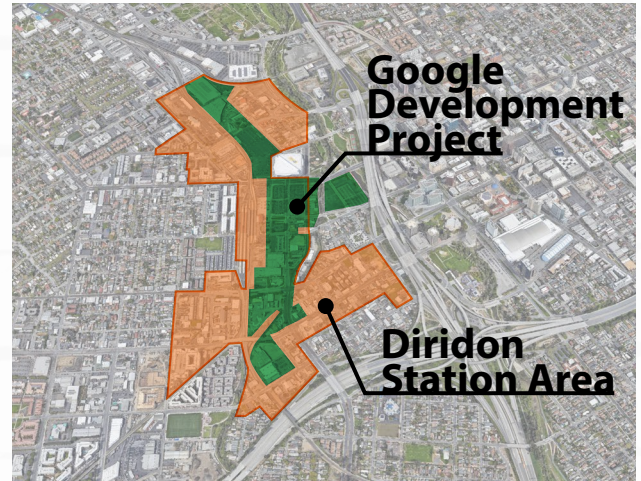 Google
Development
Project
Diridon
Station Area